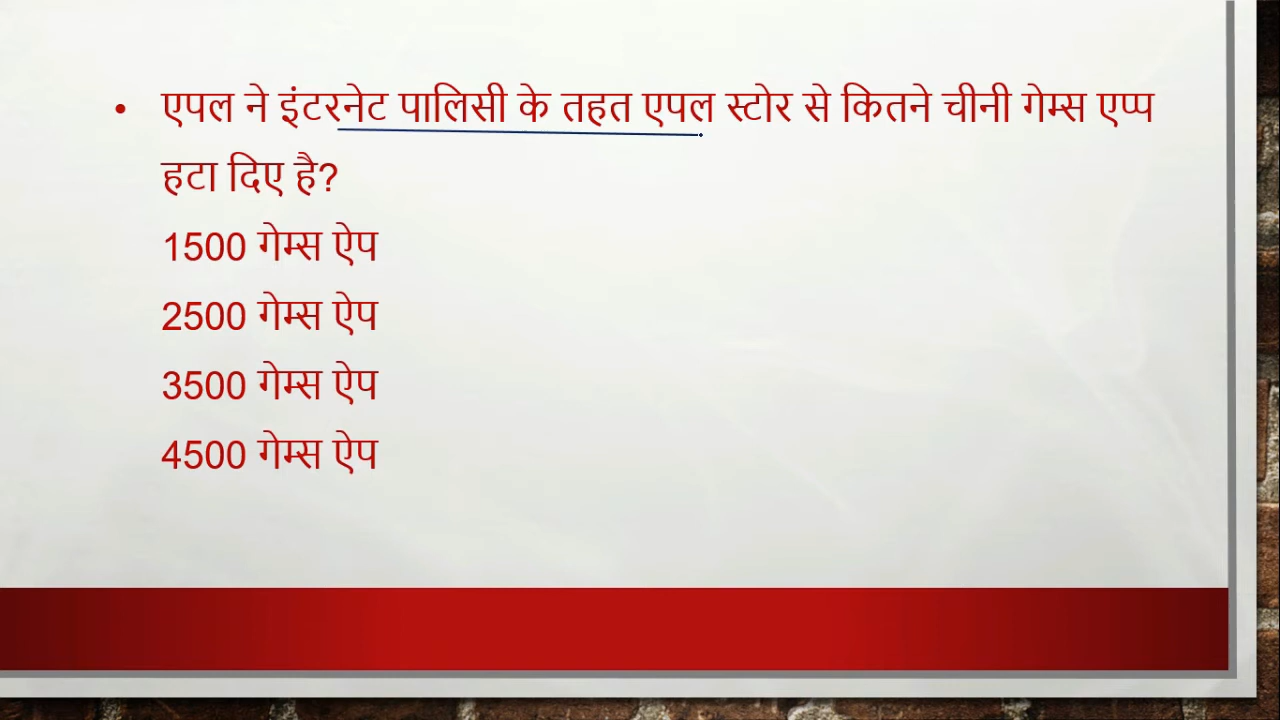 • एपल ने इंटरनेट पालिसी के तहत एपल स्टोर से कितने चीनी गेम्स एप्प
हटा दिए है?
1500 गेम्स ऐप
2500 गेम्स ऐप
3500 गेम्स ऐप
4500 गेम्स ऐप